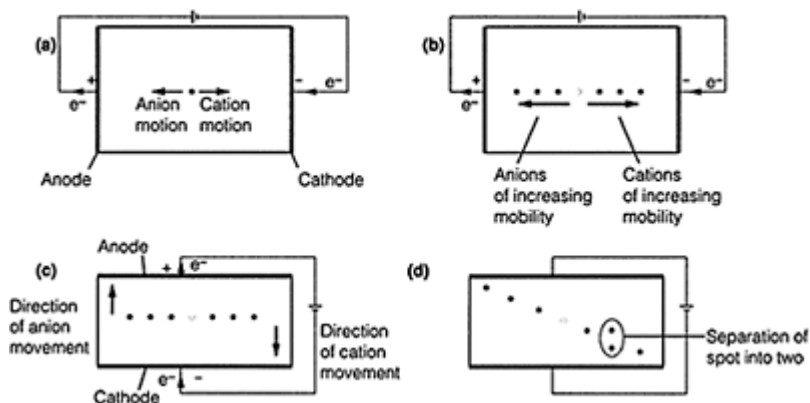 (a)
+
−
e−
e−
Anion
motion
Cation
motion
Anode
Cathode
(b)
+
−
e−
e−
Anions
of increasing
mobility
Cations
of increasing
mobility
(c)
Anode
+
e−
Direction
of anion
movement
Direction
of cation
movement
e−
−
Cathode
(d)
Separation of
spot into two